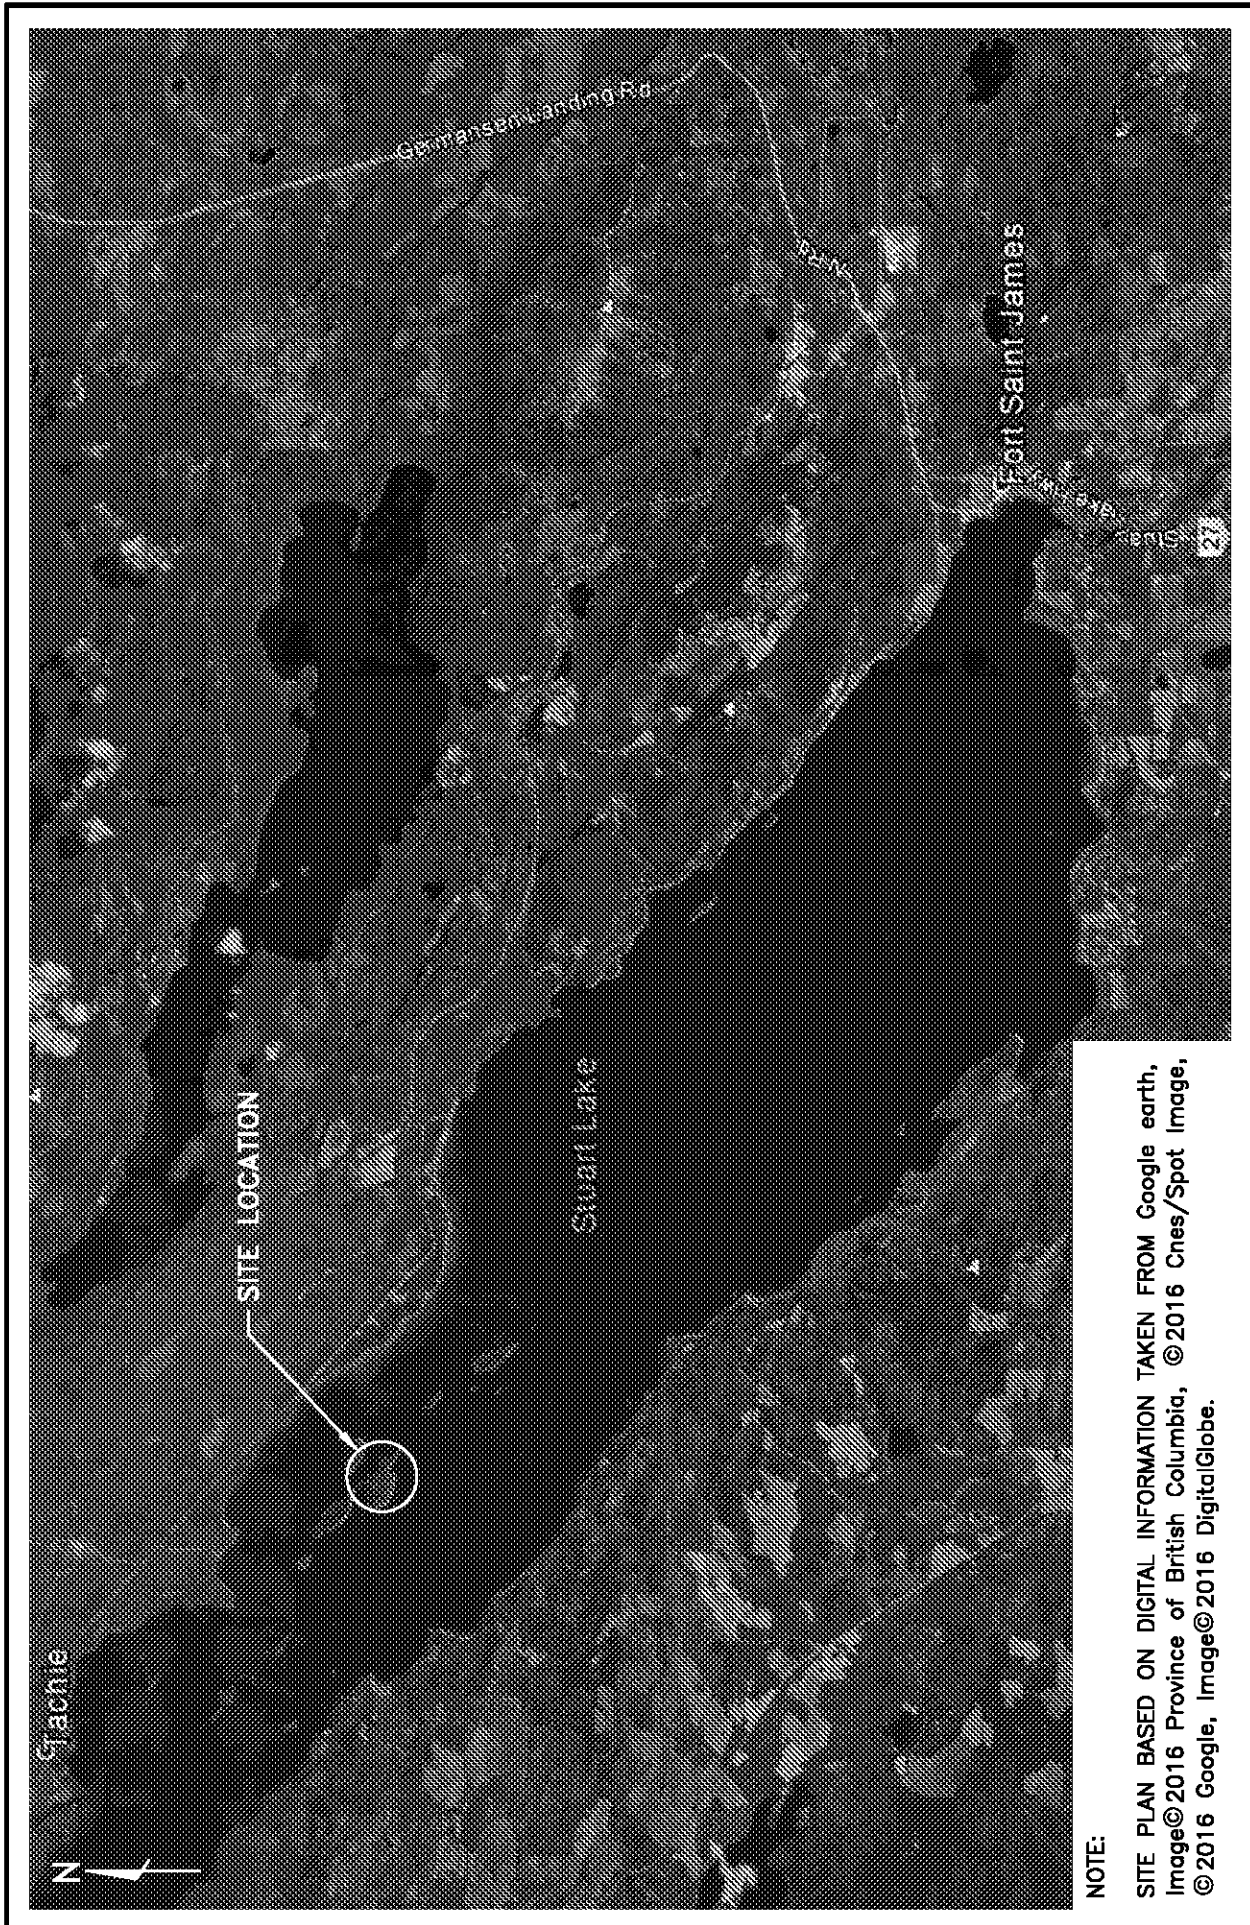 N
Tachie
SITE LOCATION
Germansen Landing Rd
N Rd
Stuart Lake
Fort Saint James
27
NOTE:
SITE PLAN BASED ON DIGITAL INFORMATION TAKEN FROM Google earth,
Image©2016 Province of British Columbia, ©2016 Cnes/Spot Image,
©2016 Google, Image©2016 DigitalGlobe.